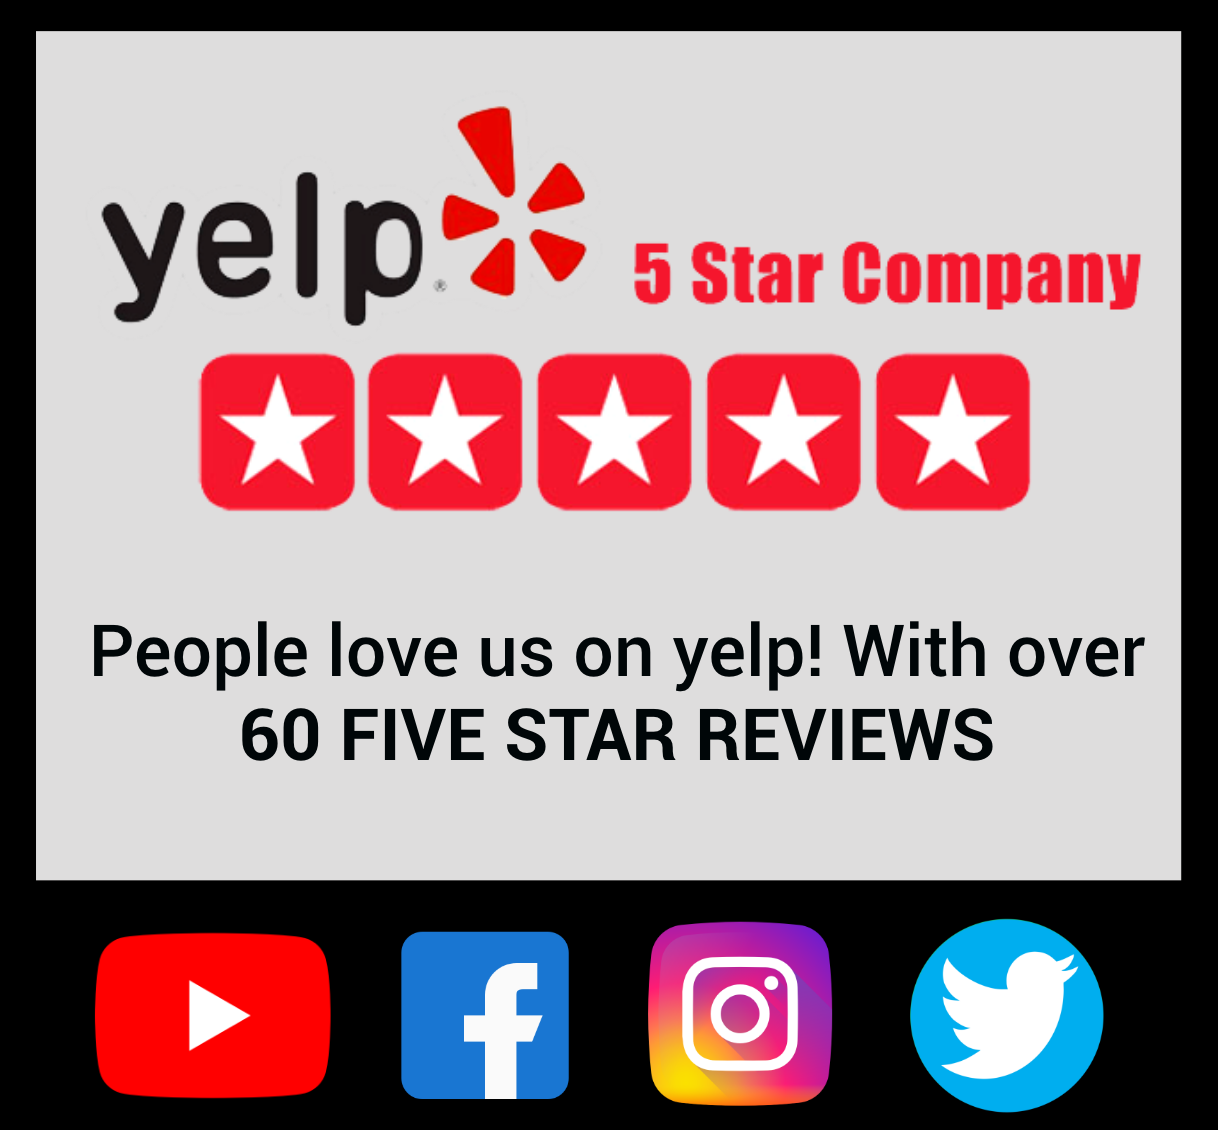 yelp®
5 Star Company
People love us on yelp! With over
60 FIVE STAR REVIEWS
f